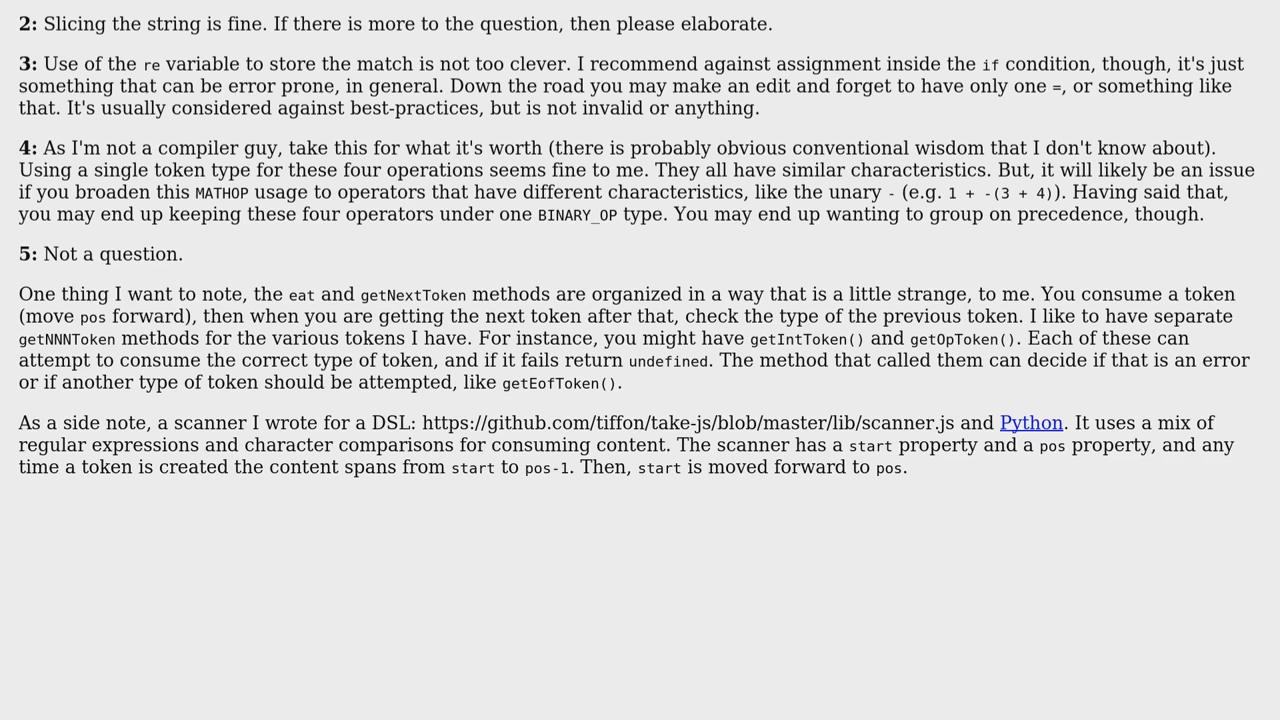 2: Slicing the string is fine. If there is more to the question, then please elaborate.
3: Use of the re variable to store the match is not too clever. I recommend against assignment inside the if condition, though, it's just
something that can be error prone, in general. Down the road you may make an edit and forget to have only one =, or something like
that. It's usually considered against best-practices, but is not invalid or anything.
4: As I'm not a compiler guy, take this for what it's worth (there is probably obvious conventional wisdom that I don't know about).
Using a single token type for these four operations seems fine to me. They all have similar characteristics. But, it will likely be an issue
if you broaden this MATHOP usage to operators that have different characteristics, like the unary - (e.g. 1 + -(3 + 4)). Having said that,
you may end up keeping these four operators under one BINARY_OP type. You may end up wanting to group on precedence, though.
5: Not a question.
One thing I want to note, the eat and getNextToken methods are organized in a way that is a little strange, to me. You consume a token
(move pos forward), then when you are getting the next token after that, check the type of the previous token. I like to have separate
getNNNToken methods for the various tokens I have. For instance, you might have getIntToken() and getOpToken(). Each of these can
attempt to consume the correct type of token, and if it fails return undefined. The method that called them can decide if that is an error
or if another type of token should be attempted, like getEofToken().
As a side note, a scanner I wrote for a DSL: https://github.com/tiffon/take-js/blob/master/lib/scanner.js and Python. It uses a mix of
regular expressions and character comparisons for consuming content. The scanner has a start property and a pos property, and any
time a token is created the content spans from start to pos-1. Then, start is moved forward to pos.